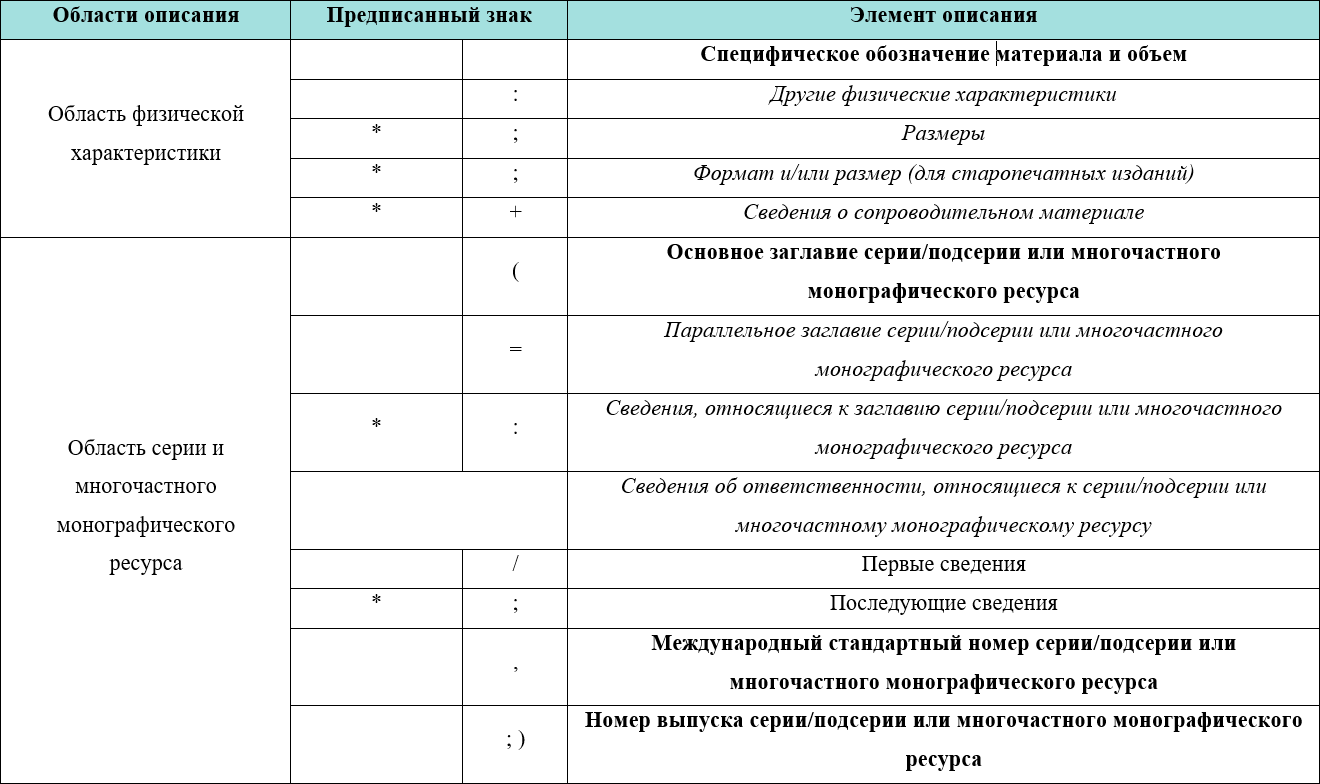 Области описания Предписанный знак Элемент описания
Область физической
характеристики
Специфическое обозначение материала и объем
: Другие физические характеристики
* ; Размеры
* ; Формат и/или размер (для старопечатных изданий)
* + Сведения о сопроводительном материале
Область серии и
многочастного
монографического
ресурса
( Основное заглавие серии/подсерии или многочастного
монографического ресурса
= Параллельное заглавие серии/подсерии или многочастного
монографического ресурса
* : Сведения, относящиеся к заглавию серии/подсерии или многочастного
монографического ресурса
Сведения об ответственности, относящиеся к серии/подсерии или
многочастному монографическому ресурсу
/ Первые сведения
* ; Последующие сведения
, Международный стандартный номер серии/подсерии или
многочастного монографического ресурса
; ) Номер выпуска серии/подсерии или многочастного монографического
ресурса